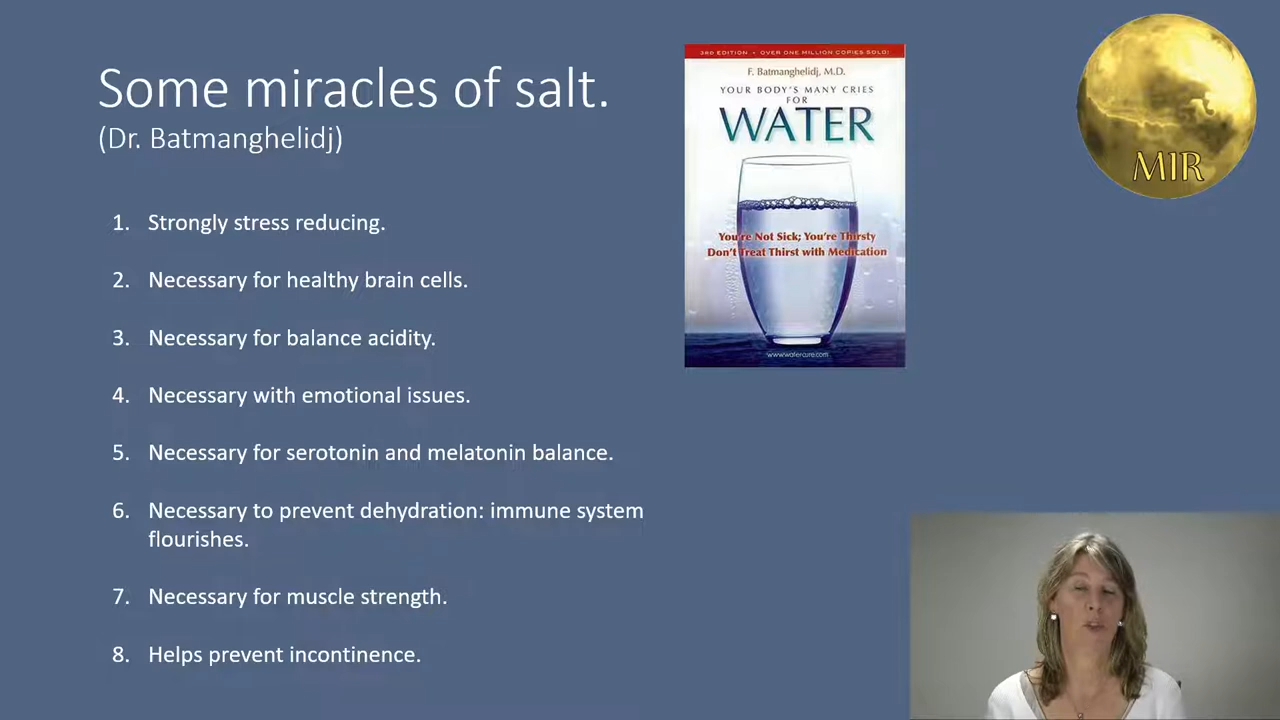 Some miracles of salt.
(Dr. Batmanghelidj)
1. Strongly stress reducing.
2. Necessary for healthy brain cells.
3. Necessary for balance acidity.
4. Necessary with emotional issues.
5. Necessary for serotonin and melatonin balance.
6. Necessary to prevent dehydration: immune system
flourishes.
7. Necessary for muscle strength.
8. Helps prevent incontinence.
3RD EDITION • OVER ONE MILLION COPIES SOLD!
F. Batmanghelidj, M.D.
YOUR BODY'S MANY CRIES
FOR
WATER
You're Not Sick; You're Thirsty
Don't Treat Thirst with Medication
www.watercure.com
MIR